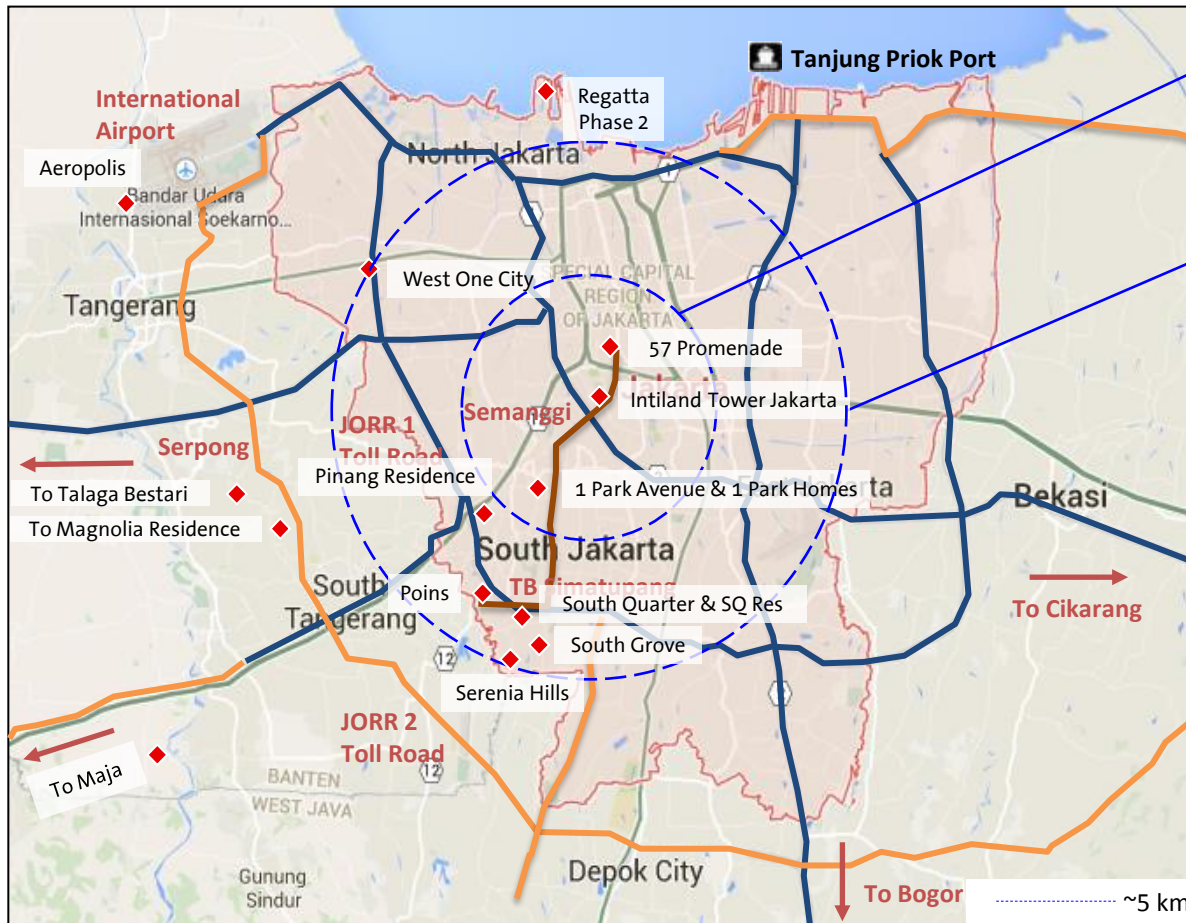 Tanjung Priok Port
International
Airport
Regatta
Phase 2
North Jakarta
Aeropolis
Bandar Udara
Internasional Soekarno...
West One City
SPECIAL CAPITAL
REGION
OF JAKARTA
Tangerang
57 Promenade
Jakarta
Intiland Tower Jakarta
Semanggi
JORR 1
Toll Road
Serpong
Pinang Residence
To Talaga Bestari
1 Park Avenue & 1 Park Homes
Bekasi
To Magnolia Residence
South Jakarta
South
Tangerang
TB Simatupang
Poins
South Quarter & SQ Res
To Cikarang
South Grove
12
Serenia Hills
JORR 2
Toll Road
12
To Maja
BANTEN
WEST JAVA
Depok City
Gunung
Sindur
To Bogor
~5 km